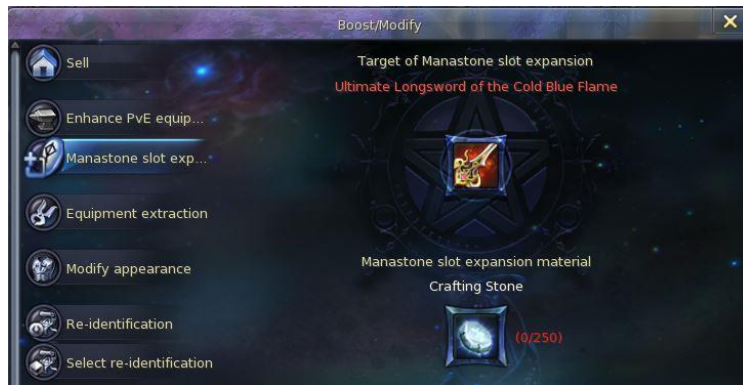 Boost/Modify
Sell
Enhance PvE equip...
Manastone slot exp...
Equipment extraction
Modify appearance
Re-identification
Select re-identification
Target of Manastone slot expansion
Ultimate Longsword of the Cold Blue Flame
Manastone slot expansion material
Crafting Stone
(0/250)